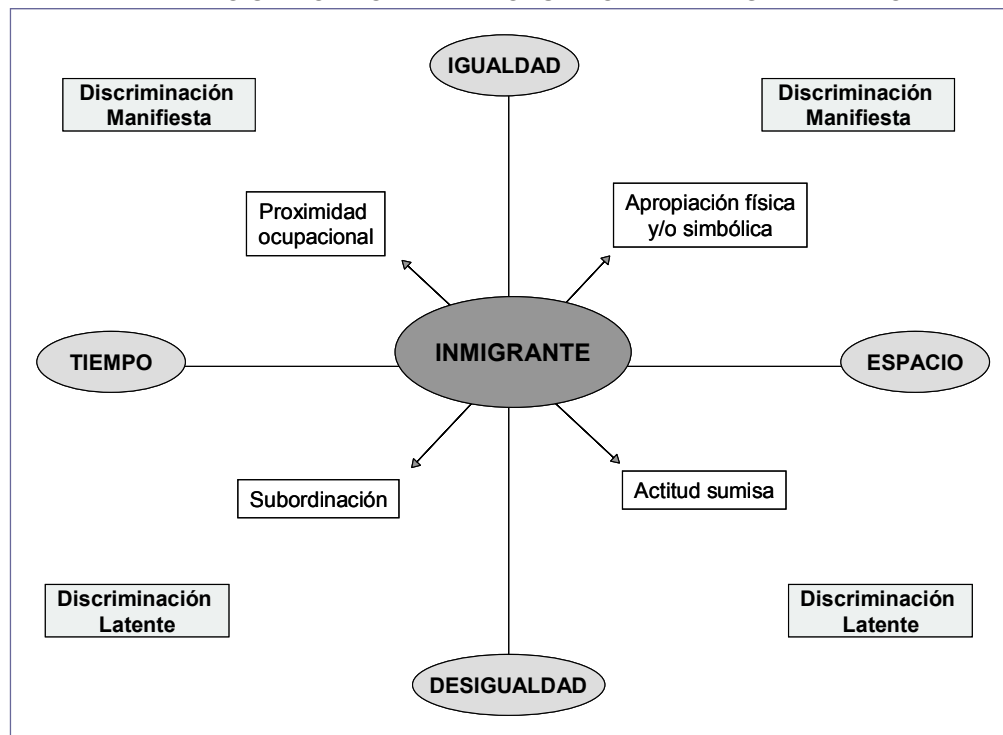 IGUALDAD
Discriminación
Manifiesta
Discriminación
Manifiesta
Proximidad
ocupacional
Apropiación física
y/o simbólica
INMIGRANTE
TIEMPO
ESPACIO
Subordinación
Actitud sumisa
Discriminación
Latente
Discriminación
Latente
DESIGUALDAD